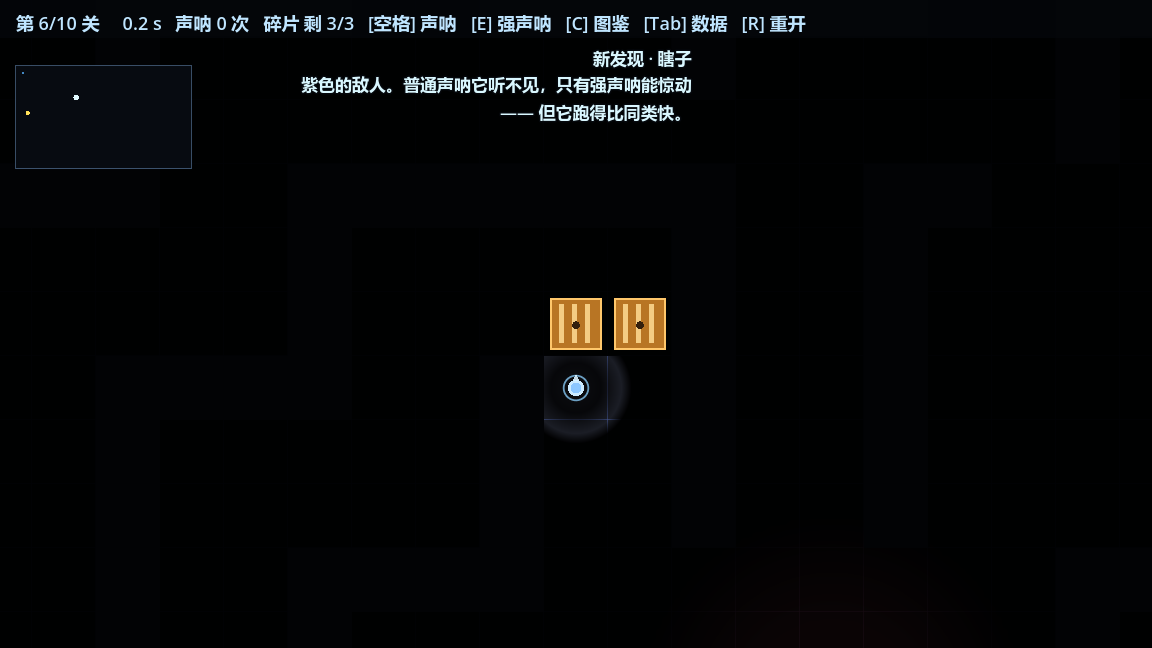 第 6/10 关 0.2 s 声呐 0 次 碎片 剩 3/3 [空格] 声呐 [E] 强声呐 [C] 图鉴 [Tab] 数据 [R] 重开
新发现 · 瞎子
紫色的敌人。普通声呐它听不见，只有强声呐能惊动
—— 但它跑得比同类快。